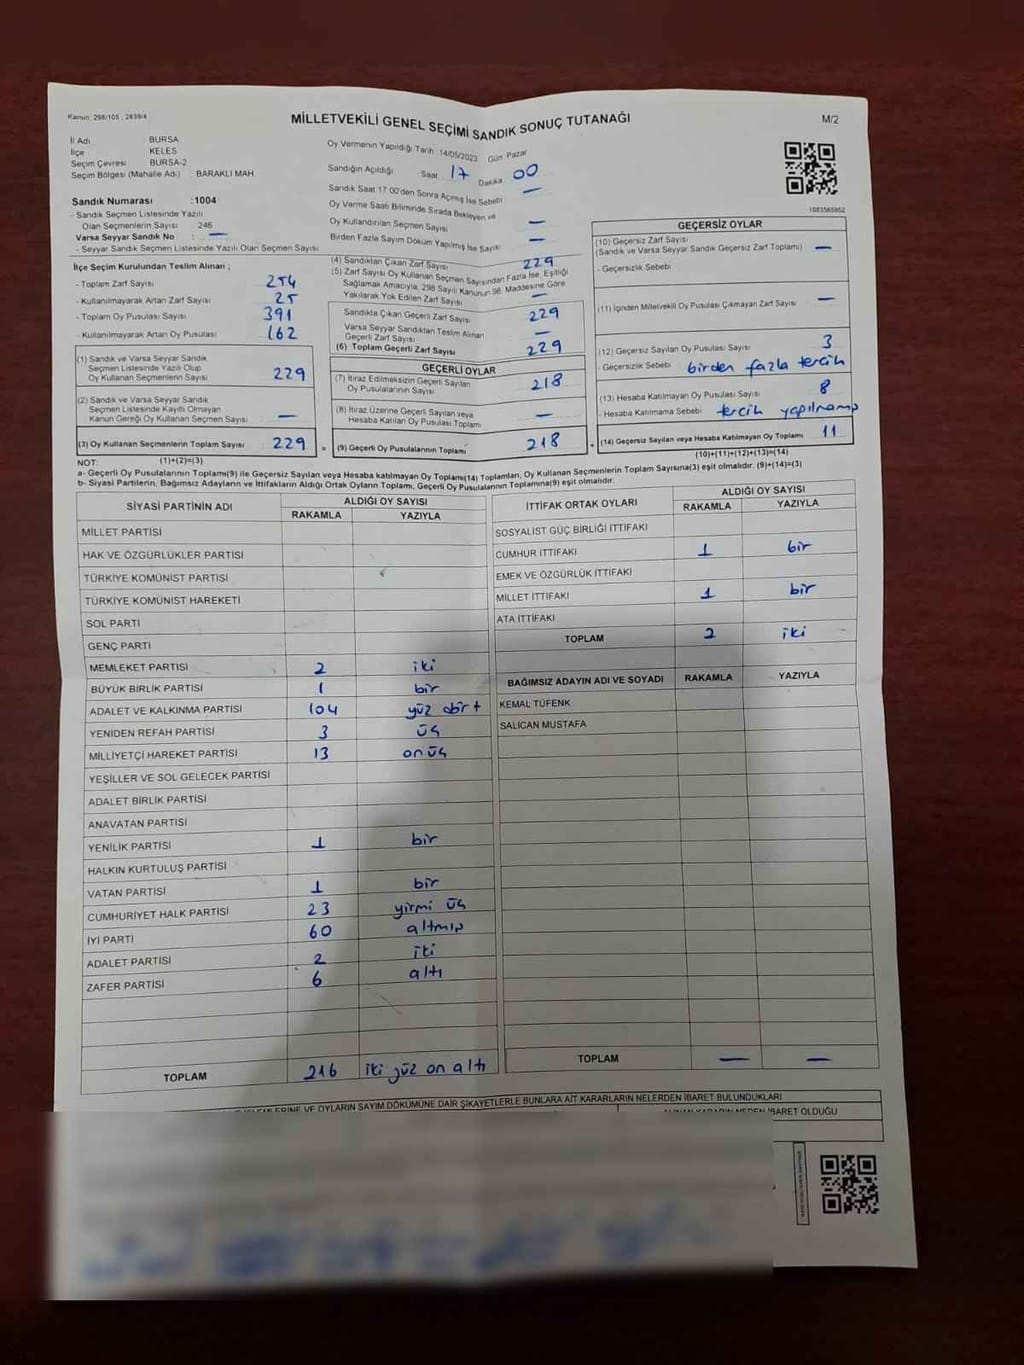 Kanun: 298/105 , 2839/4
MİLLETVEKİLİ GENEL SEÇİMİ SANDIK SONUÇ TUTANAĞI
M/2
İl Adı BURSA
İlçe KELES
Seçim Çevresi BURSA-2
Seçim Bölgesi (Mahalle Adı) BARAKLI MAH
Sandık Numarası :1004
- Sandık Seçmen Listesinde Yazılı
Olan Seçmenlerin Sayısı 246
Varsa Seyyar Sandık No : —
- Seyyar Sandık Seçmen Listesinde Yazılı Olan Seçmen Sayısı
Oy Vermenin Yapıldığı Tarih 14/05/2023 Gün Pazar
Sandığın Açıldığı Saat 17 Dakika 00
Sandık Saat 17:00'den Sonra Açmış İse Sebebi —
Oy Verme Saati Bitiminde Sırada Bekleyen ve
Oy Kullandırılan Seçmen Sayısı —
Birden Fazla Sayım Döküm Yapılmış İse Sayısı —
1083565952
İlçe Seçim Kurulundan Teslim Alınan ;
- Toplam Zarf Sayısı 254
- Kullanılmayarak Artan Zarf Sayısı 25
- Toplam Oy Pusulası Sayısı 391
- Kullanılmayarak Artan Oy Pusulası 162
(4) Sandıktan Çıkan Zarf Sayısı 229
(5) Zarf Sayısı Oy Kullanan Seçmen Sayısından Fazla İse, Eşitliği
Sağlamak Amacıyla, 298 Sayılı Kanunun 98. Maddesine Göre
Yakılarak Yok Edilen Zarf Sayısı —
Sandıkta Çıkan Geçerli Zarf Sayısı 229
Varsa Seyyar Sandıktan Teslim Alınan
Geçerli Zarf Sayısı —
(6) Toplam Geçerli Zarf Sayısı 229
GEÇERSİZ OYLAR
(10) Geçersiz Zarf Sayısı
(Sandık ve Varsa Seyyar Sandık Geçersiz Zarf Toplamı) —
- Geçersizlik Sebebi
(11) İçinden Milletvekili Oy Pusulası Çıkmayan Zarf Sayısı —
(12) Geçersiz Sayılan Oy Pusulası Sayısı 3
- Geçersizlik Sebebi birden fazla tercih
(13) Hesaba Katılmayan Oy Pusulası Sayısı 8
- Hesaba Katılmama Sebebi tercih yapılmamış
(14) Geçersiz Sayılan veya Hesaba Katılmayan Oy Toplamı 11
(10)+(11)+(12)+(13)=(14)
(1) Sandık ve Varsa Seyyar Sandık
Seçmen Listesinde Yazılı Olup
Oy Kullanan Seçmenlerin Sayısı 229
(2) Sandık ve Varsa Seyyar Sandık
Seçmen Listesinde Kayıtlı Olmayan
Kanun Gereği Oy Kullanan Seçmen Sayısı —
(3) Oy Kullanan Seçmenlerin Toplam Sayısı 229
(1)+(2)=(3)
GEÇERLİ OYLAR
(7) İtiraz Edilmeksizin Geçerli Sayılan
Oy Pusulalarının Sayısı 218
(8) İtiraz Üzerine Geçerli Sayılan veya
Hesaba Katılan Oy Pusulası Toplamı —
(9) Geçerli Oy Pusulalarının Toplamı 218
NOT:
a- Geçerli Oy Pusulalarının Toplamı(9) ile Geçersiz Sayılan veya Hesaba katılmayan Oy Toplamı(14) Toplamları, Oy Kullanan Seçmenlerin Toplam Sayısına(3) eşit olmalıdır. (9)+(14)=(3)
b- Siyasi Partilerin, Bağımsız Adayların ve İttifakların Aldığı Ortak Oyların Toplamı, Geçerli Oy Pusulalarının Toplamına(9) eşit olmalıdır.
SİYASİ PARTİNİN ADI ALDIĞI OY SAYISI
RAKAMLA YAZIYLA
MİLLET PARTİSİ
HAK VE ÖZGÜRLÜKLER PARTİSİ
TÜRKİYE KOMÜNİST PARTİSİ
TÜRKİYE KOMÜNİST HAREKETİ
SOL PARTİ
GENÇ PARTİ
MEMLEKET PARTİSİ 2 iki
BÜYÜK BİRLİK PARTİSİ 1 bir
ADALET VE KALKINMA PARTİSİ 104 yüz dört
YENİDEN REFAH PARTİSİ 3 üç
MİLLİYETÇİ HAREKET PARTİSİ 13 on üç
YEŞİLLER VE SOL GELECEK PARTİSİ
ADALET BİRLİK PARTİSİ
ANAVATAN PARTİSİ
YENİLİK PARTİSİ 1 bir
HALKIN KURTULUŞ PARTİSİ
VATAN PARTİSİ 1 bir
CUMHURİYET HALK PARTİSİ 23 yirmi üç
İYİ PARTİ 60 altmış
ADALET PARTİSİ 2 iki
ZAFER PARTİSİ 6 altı
TOPLAM 216 iki yüz on altı
İTTİFAK ORTAK OYLARI ALDIĞI OY SAYISI
RAKAMLA YAZIYLA
SOSYALİST GÜÇ BİRLİĞİ İTTİFAKI
CUMHUR İTTİFAKI 1 bir
EMEK VE ÖZGÜRLÜK İTTİFAKI
MİLLET İTTİFAKI 1 bir
ATA İTTİFAKI
TOPLAM 2 iki
BAĞIMSIZ ADAYIN ADI VE SOYADI RAKAMLA YAZIYLA
KEMAL TÜFENK
SALİCAN MUSTAFA
TOPLAM — —
İŞLEMLERİNE VE OYLARIN SAYIM DÖKÜMÜNE DAİR ŞİKAYETLERLE BUNLARA AİT KARARLARIN NELERDEN İBARET BULUNDUKLARI
ALINAN KARARIN NEDEN İBARET OLDUĞU